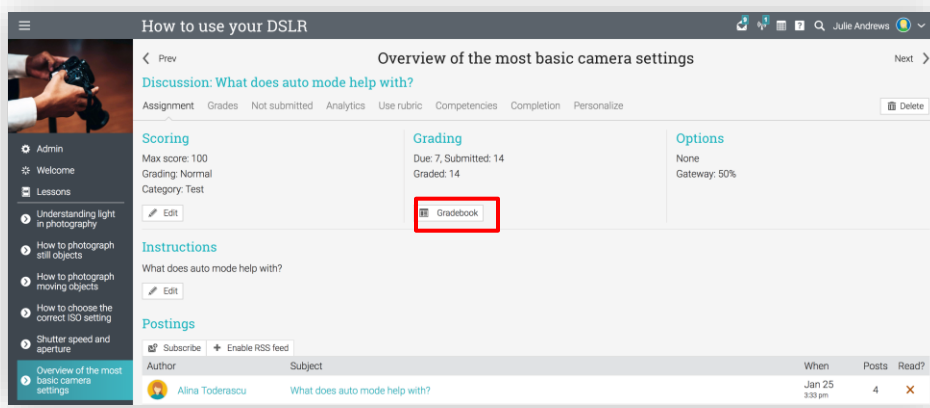 How to use your DSLR
9
1
Julie Andrews
Prev
Overview of the most basic camera settings
Next
Discussion: What does auto mode help with?
Assignment Grades Not submitted Analytics Use rubric Competencies Completion Personalize
Delete
Admin
Welcome
Lessons
Understanding light
in photography
How to photograph
still objects
How to photograph
moving objects
How to choose the
correct ISO setting
Shutter speed and
aperture
Overview of the most
basic camera
settings
Scoring
Max score: 100
Grading: Normal
Category: Test
Edit
Grading
Due: 7, Submitted: 14
Graded: 14
Gradebook
Options
None
Gateway: 50%
Instructions
What does auto mode help with?
Edit
Postings
Subscribe + Enable RSS feed
Author Subject When Posts Read?
Alina Toderascu What does auto mode help with? Jan 25 4
3:33 pm